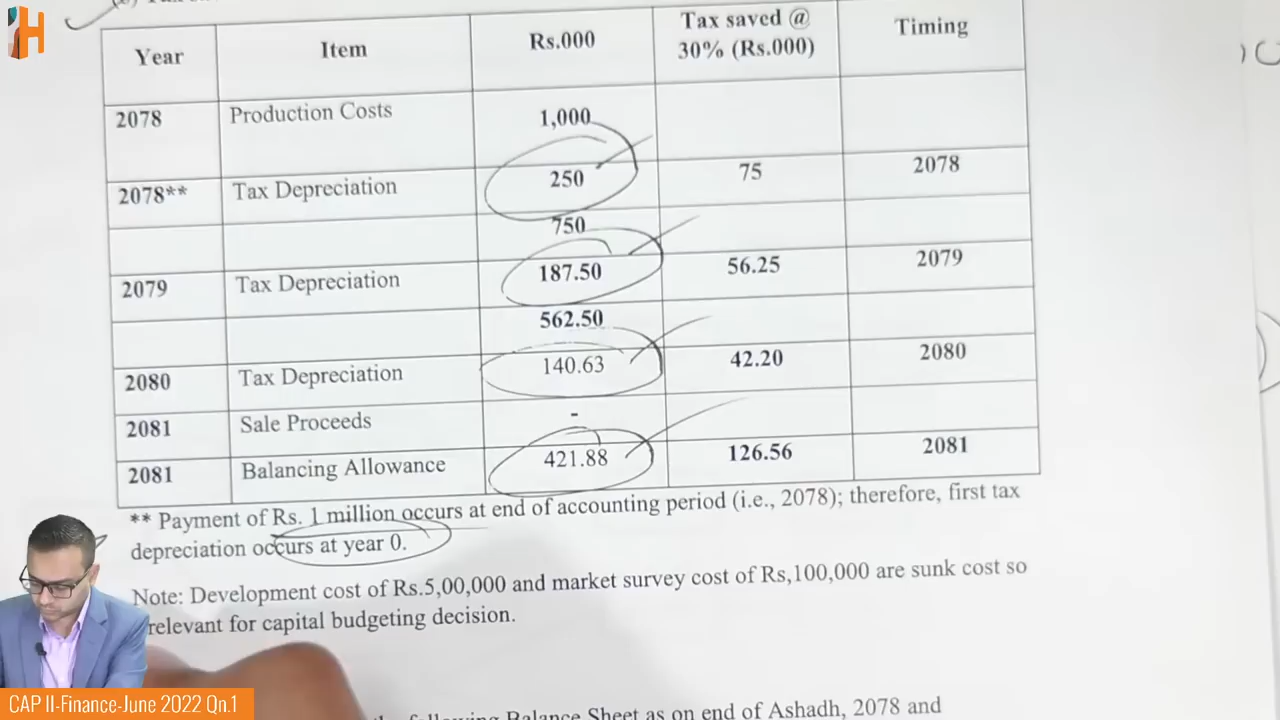 H
Year Item Rs.000 Tax saved @ 30% (Rs.000) Timing
2078 Production Costs 1,000
2078** Tax Depreciation 250 75 2078
750
2079 Tax Depreciation 187.50 56.25 2079
562.50
2080 Tax Depreciation 140.63 42.20 2080
2081 Sale Proceeds -
2081 Balancing Allowance 421.88 126.56 2081
** Payment of Rs. 1 million occurs at end of accounting period (i.e., 2078); therefore, first tax
depreciation occurs at year 0.
Note: Development cost of Rs.5,00,000 and market survey cost of Rs,100,000 are sunk cost so
relevant for capital budgeting decision.
following Balance Sheet as on end of Ashadh, 2078 and
CAP II-Finance-June 2022 Qn.1